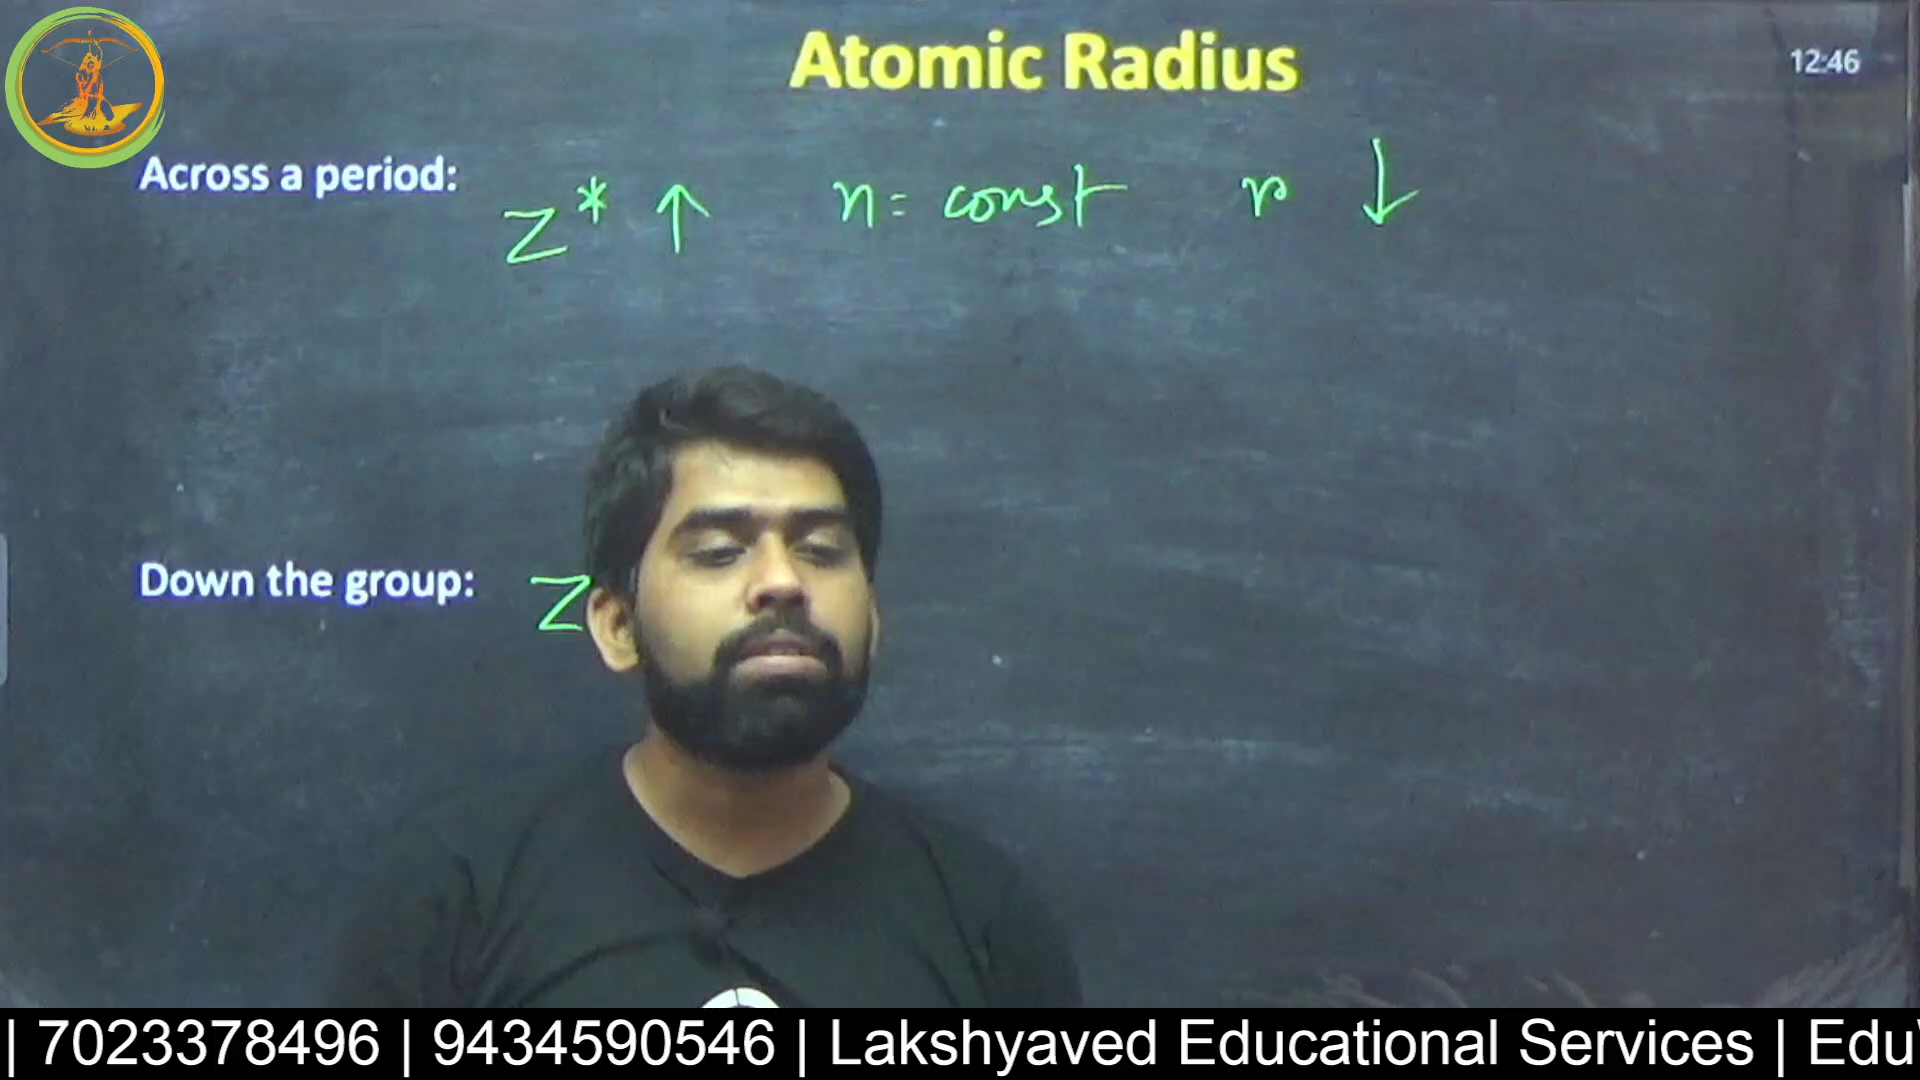 Atomic Radius
12:46
Across a period: Z* ↑ n = const r ↓
Down the group: Z
| 7023378496 | 9434590546 | Lakshyaved Educational Services | Edu